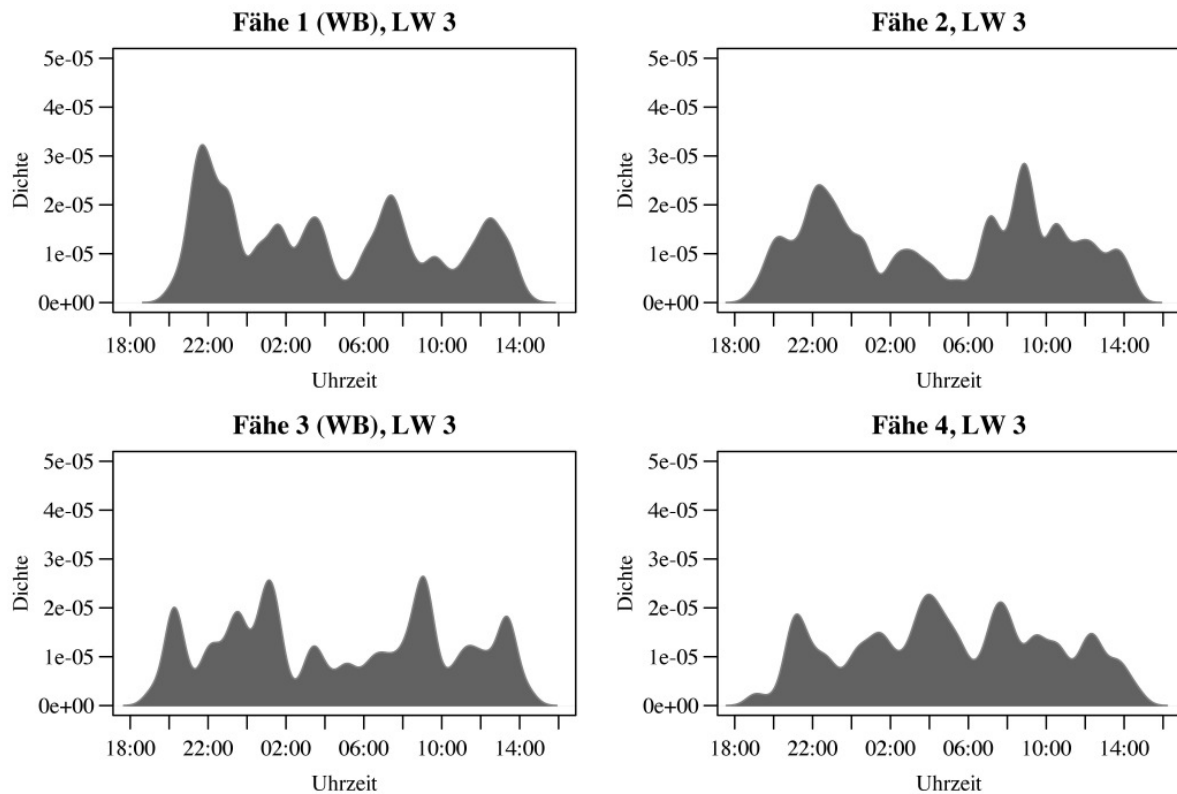 Fähe 1 (WB), LW 3
5e-05
4e-05
3e-05
2e-05
1e-05
0e+00
Dichte
18:00 22:00 02:00 06:00 10:00 14:00
Uhrzeit
Fähe 2, LW 3
5e-05
4e-05
3e-05
2e-05
1e-05
0e+00
Dichte
18:00 22:00 02:00 06:00 10:00 14:00
Uhrzeit
Fähe 3 (WB), LW 3
5e-05
4e-05
3e-05
2e-05
1e-05
0e+00
Dichte
18:00 22:00 02:00 06:00 10:00 14:00
Uhrzeit
Fähe 4, LW 3
5e-05
4e-05
3e-05
2e-05
1e-05
0e+00
Dichte
18:00 22:00 02:00 06:00 10:00 14:00
Uhrzeit